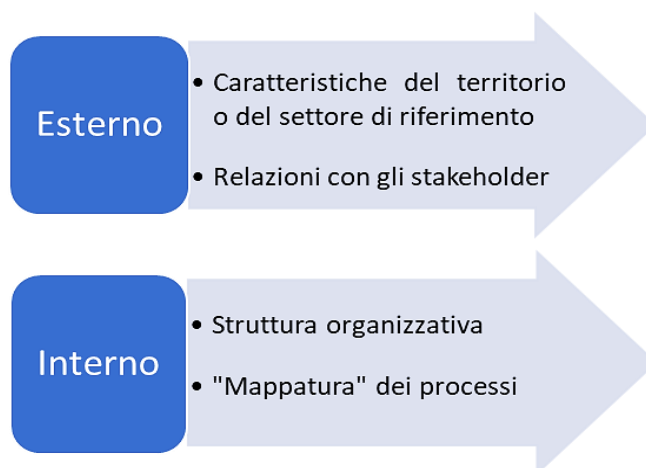 Esterno
• Caratteristiche del territorio
o del settore di riferimento
• Relazioni con gli stakeholder
Interno
• Struttura organizzativa
• "Mappatura" dei processi